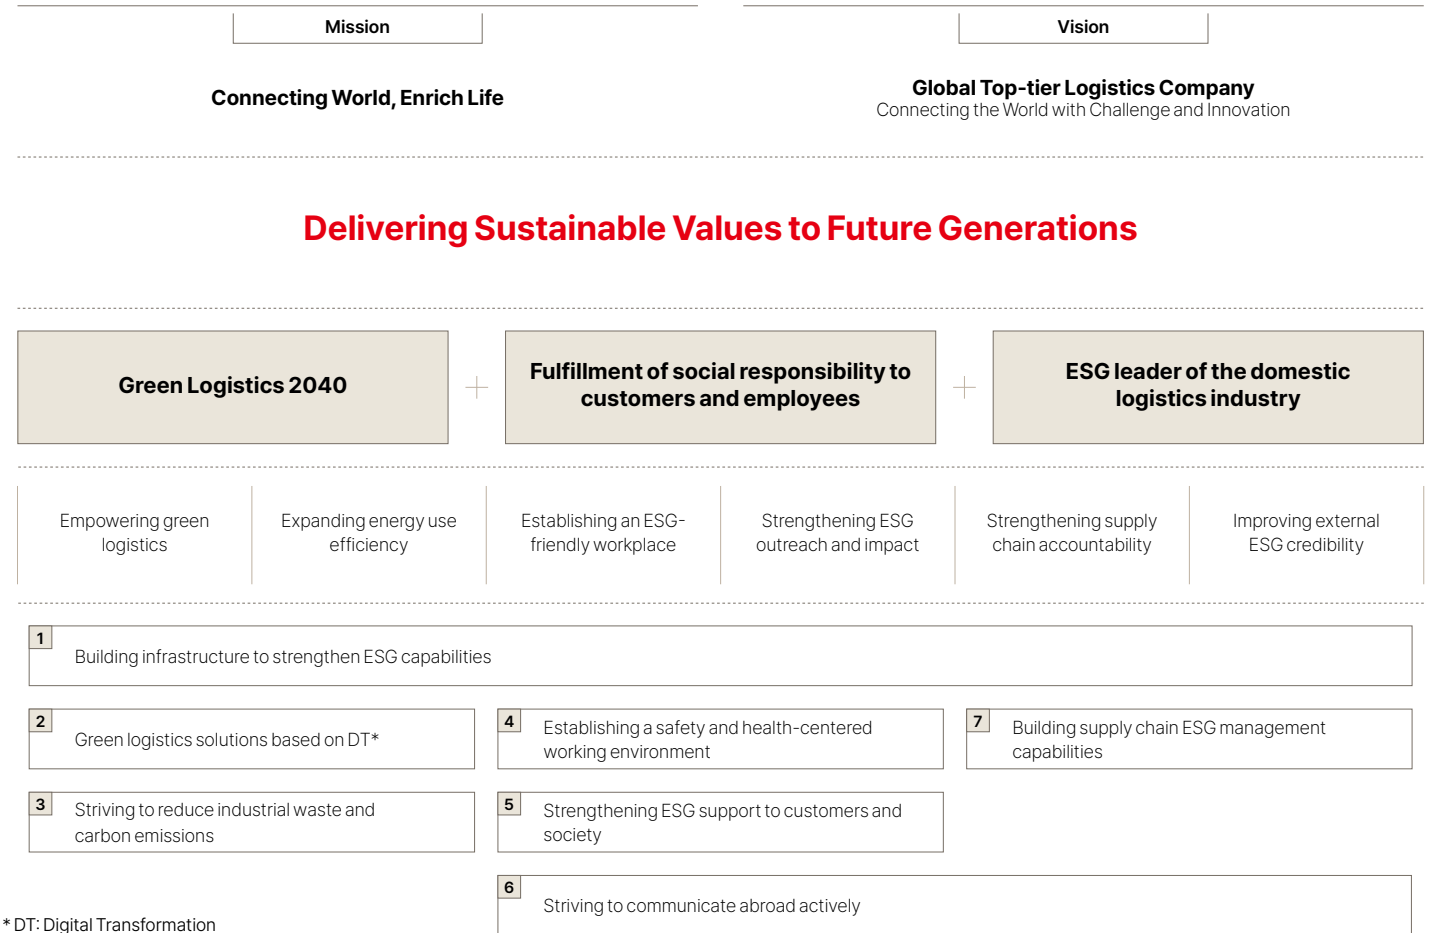 Mission
Vision
Connecting World, Enrich Life
Global Top-tier Logistics Company
Connecting the World with Challenge and Innovation
Delivering Sustainable Values to Future Generations
Green Logistics 2040
Fulfillment of social responsibility to
customers and employees
ESG leader of the domestic
logistics industry
Empowering green
logistics
Expanding energy use
efficiency
Establishing an ESG-
friendly workplace
Strengthening ESG
outreach and impact
Strengthening supply
chain accountability
Improving external
ESG credibility
1
Building infrastructure to strengthen ESG capabilities
2
Green logistics solutions based on DT*
4
Establishing a safety and health-centered
working environment
7
Building supply chain ESG management
capabilities
3
Striving to reduce industrial waste and
carbon emissions
5
Strengthening ESG support to customers and
society
6
Striving to communicate abroad actively
* DT: Digital Transformation